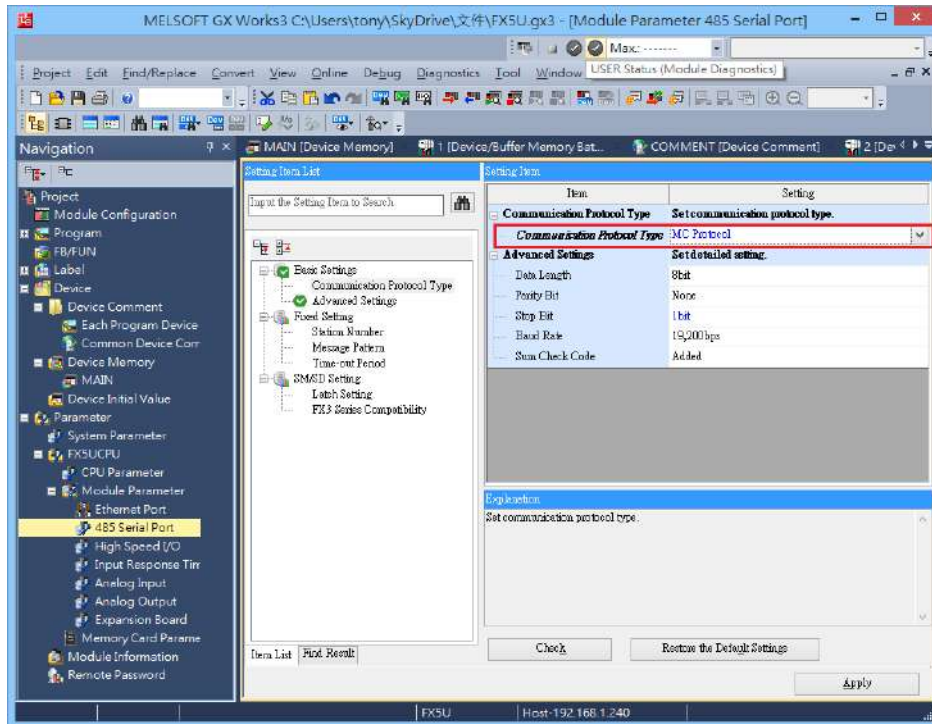 MELSOFT GX Works3 C:\Users\tony\SkyDrive\文件\FX5U.gx3 - [Module Parameter 485 Serial Port]
Max.: -------
Project Edit Find/Replace Convert View Online Debug Diagnostics Tool Window
USER Status (Module Diagnostics)
Navigation
MAIN [Device Memory]
1 [Device/Buffer Memory Bat...
COMMENT [Device Comment]
2 [Dev
Project
Module Configuration
Program
FB/FUN
Label
Device
Device Comment
Each Program Device
Common Device Com
Device Memory
MAIN
Device Initial Value
Parameter
System Parameter
FX5UCPU
CPU Parameter
Module Parameter
Ethernet Port
485 Serial Port
High Speed I/O
Input Response Tim
Analog Input
Analog Output
Expansion Board
Memory Card Parame
Module Information
Remote Password
Setting Item List
Input the Setting Item to Search
Basic Settings
Communication Protocol Type
Advanced Settings
Fixed Setting
Station Number
Message Pattern
Time-out Period
SM/SD Setting
Latch Setting
FX3 Series Compatibility
Item List Find Result
Setting Item
Item Setting
Communication Protocol Type Set communication protocol type.
Communication Protocol Type MC Protocol
Advanced Settings Set detailed setting.
Data Length 8bit
Parity Bit None
Stop Bit 1bit
Baud Rate 19,200bps
Sum Check Code Added
Explanation
Set communication protocol type.
Check Restore the Default Settings
Apply
FX5U Host-192.168.1.240